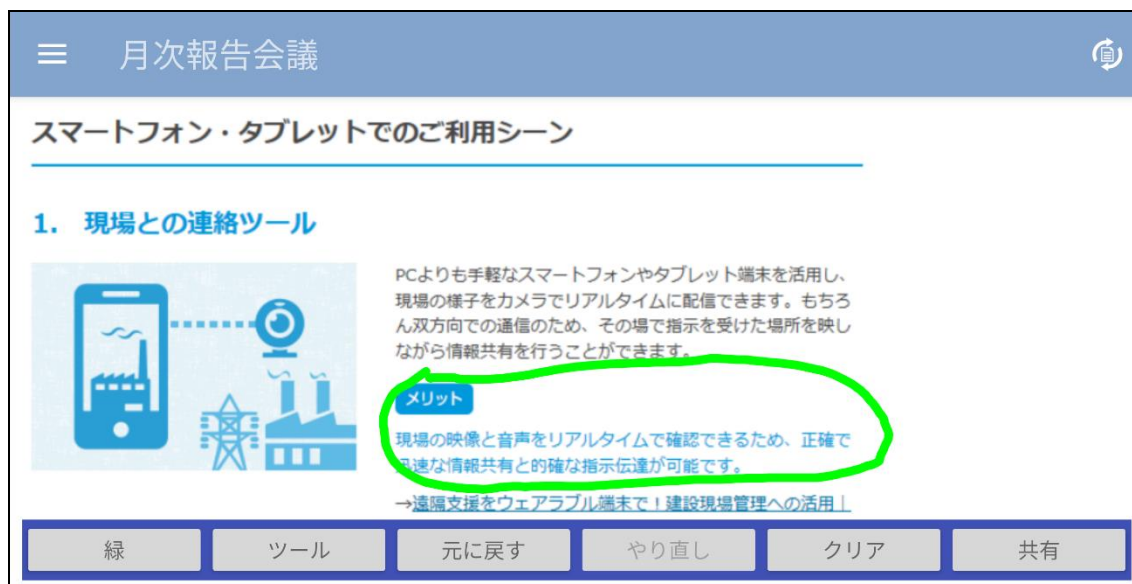 月次報告会議
スマートフォン・タブレットでのご利用シーン
1. 現場との連絡ツール
PCよりも手軽なスマートフォンやタブレット端末を活用し、
現場の様子をカメラでリアルタイムに配信できます。もちろ
ん双方向での通信のため、その場で指示を受けた場所を映し
ながら情報共有を行うことができます。
メリット
現場の映像と音声をリアルタイムで確認できるため、正確で
迅速な情報共有と的確な指示伝達が可能です。
→遠隔支援をウェアラブル端末で！建設現場管理への活用｜
緑 ツール 元に戻す やり直し クリア 共有